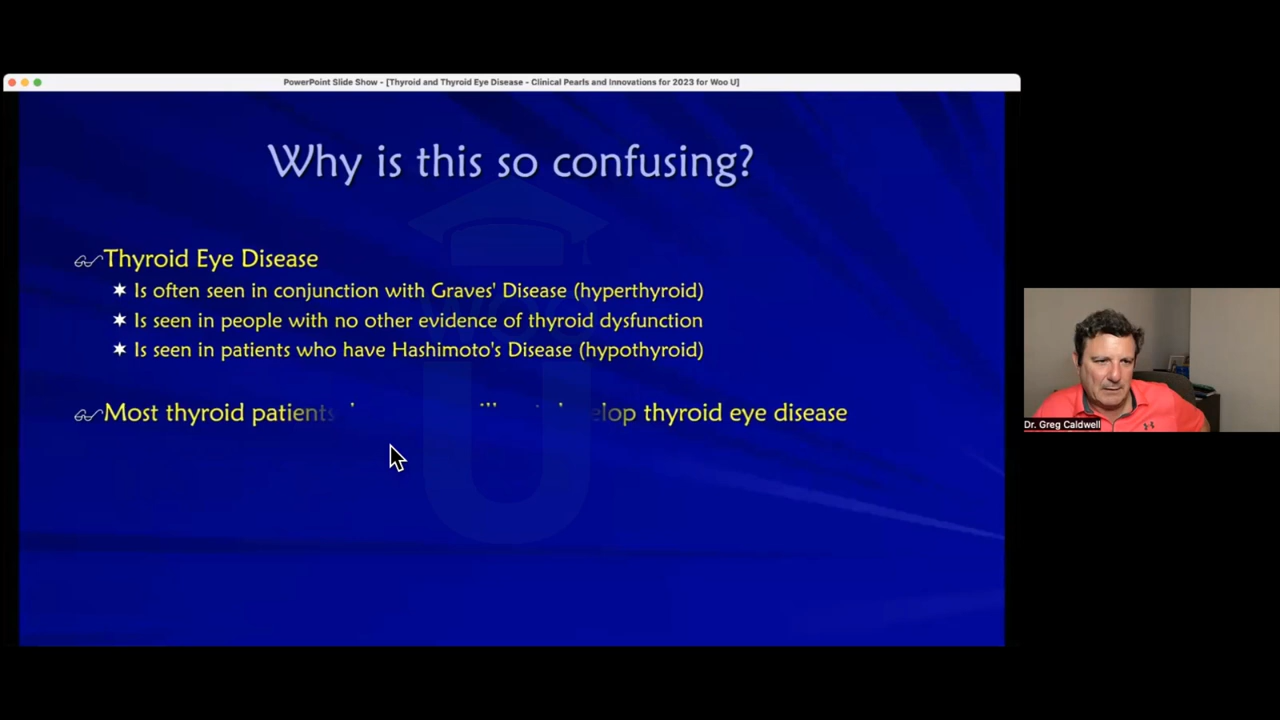 PowerPoint Slide Show - [Thyroid and Thyroid Eye Disease - Clinical Pearls and Innovations for 2023 for Woo U]
Why is this so confusing?
Thyroid Eye Disease
Is often seen in conjunction with Graves' Disease (hyperthyroid)
Is seen in people with no other evidence of thyroid dysfunction
Is seen in patients who have Hashimoto's Disease (hypothyroid)
Most thyroid patients thyroid eye disease
Dr. Greg Caldwell